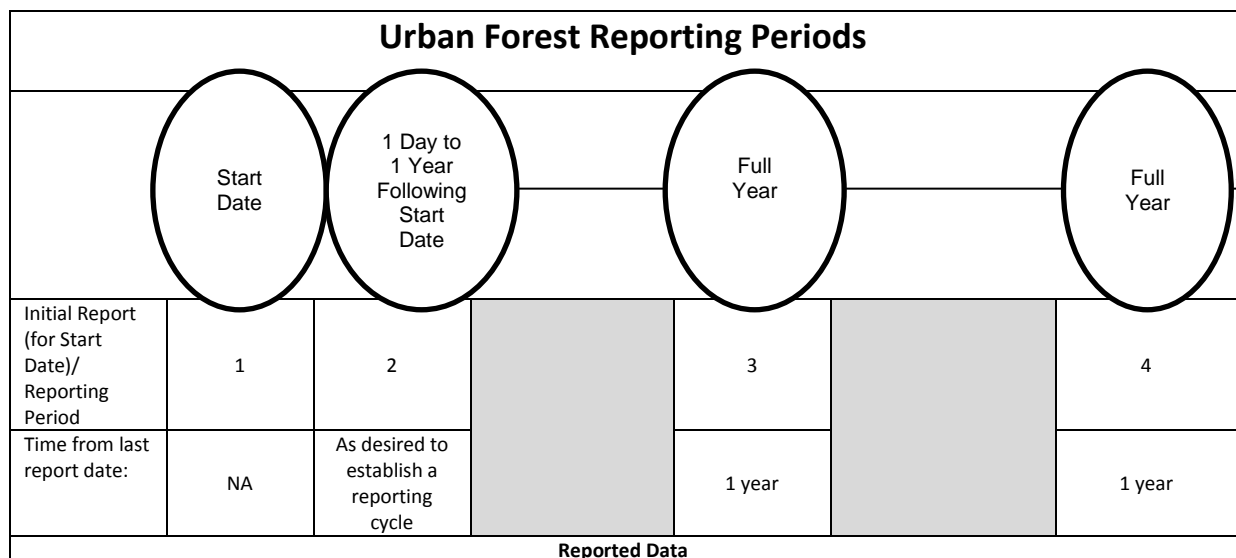 Urban Forest Reporting Periods
Start
Date
1 Day to
1 Year
Following
Start
Date
Full
Year
Full
Year
Initial Report
(for Start
Date)/
Reporting
Period
1
2
3
4
Time from last
report date:
NA
As desired to
establish a
reporting
cycle
1 year
1 year
Reported Data